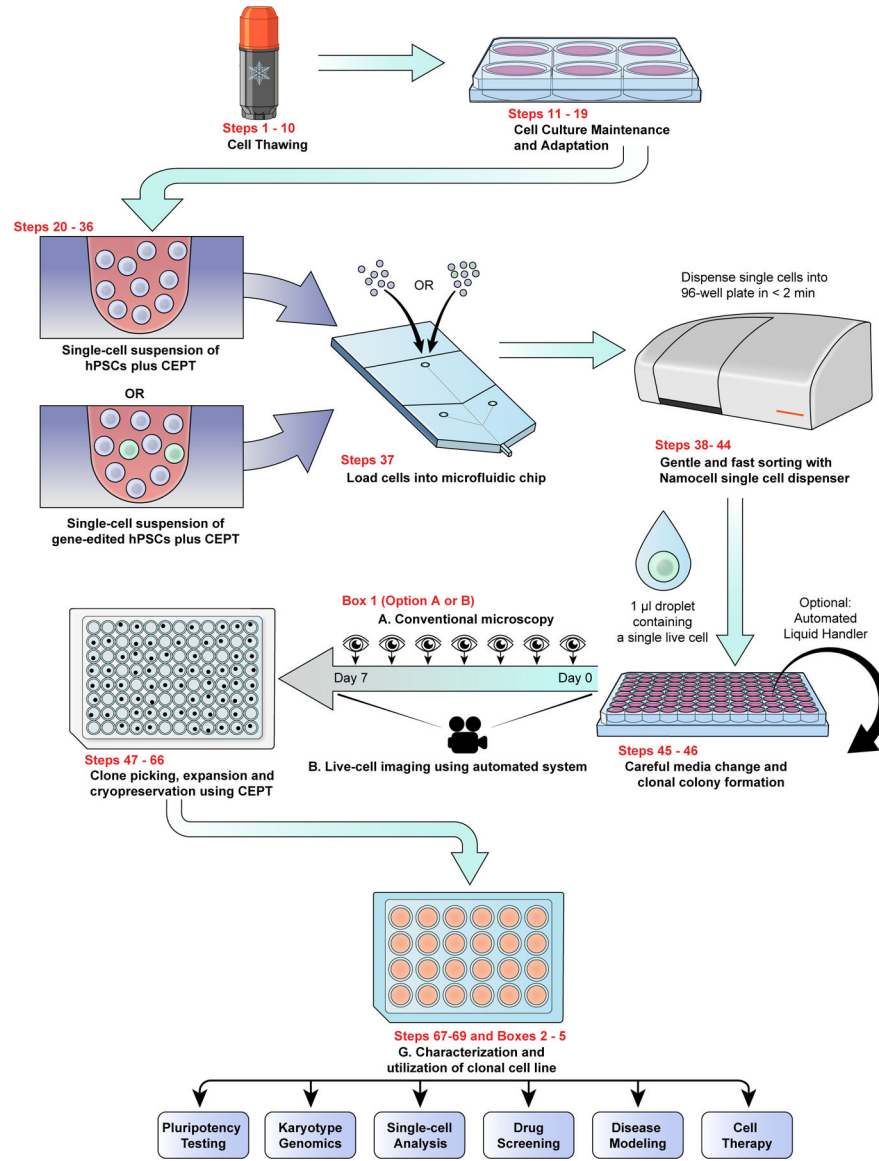 Steps 1 - 10
Cell Thawing
Steps 11 - 19
Cell Culture Maintenance
and Adaptation
Steps 20 - 36
Single-cell suspension of
hPSCs plus CEPT
OR
Single-cell suspension of
gene-edited hPSCs plus CEPT
OR
Steps 37
Load cells into microfluidic chip
Dispense single cells into
96-well plate in < 2 min
Steps 38- 44
Gentle and fast sorting with
Namocell single cell dispenser
1 µl droplet
containing
a single live cell
Optional:
Automated
Liquid Handler
Steps 45 - 46
Careful media change and
clonal colony formation
Box 1 (Option A or B)
A. Conventional microscopy
Day 7
Day 0
B. Live-cell imaging using automated system
Steps 47 - 66
Clone picking, expansion and
cryopreservation using CEPT
Steps 67-69 and Boxes 2 - 5
G. Characterization and
utilization of clonal cell line
Pluripotency
Testing
Karyotype
Genomics
Single-cell
Analysis
Drug
Screening
Disease
Modeling
Cell
Therapy